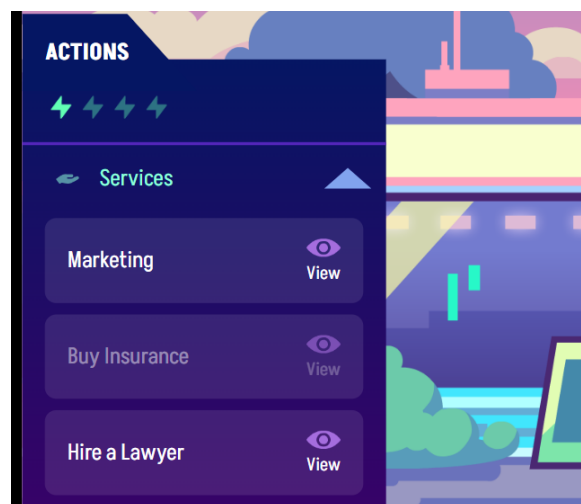 ACTIONS
Services
Marketing
View
Buy Insurance
View
Hire a Lawyer
View